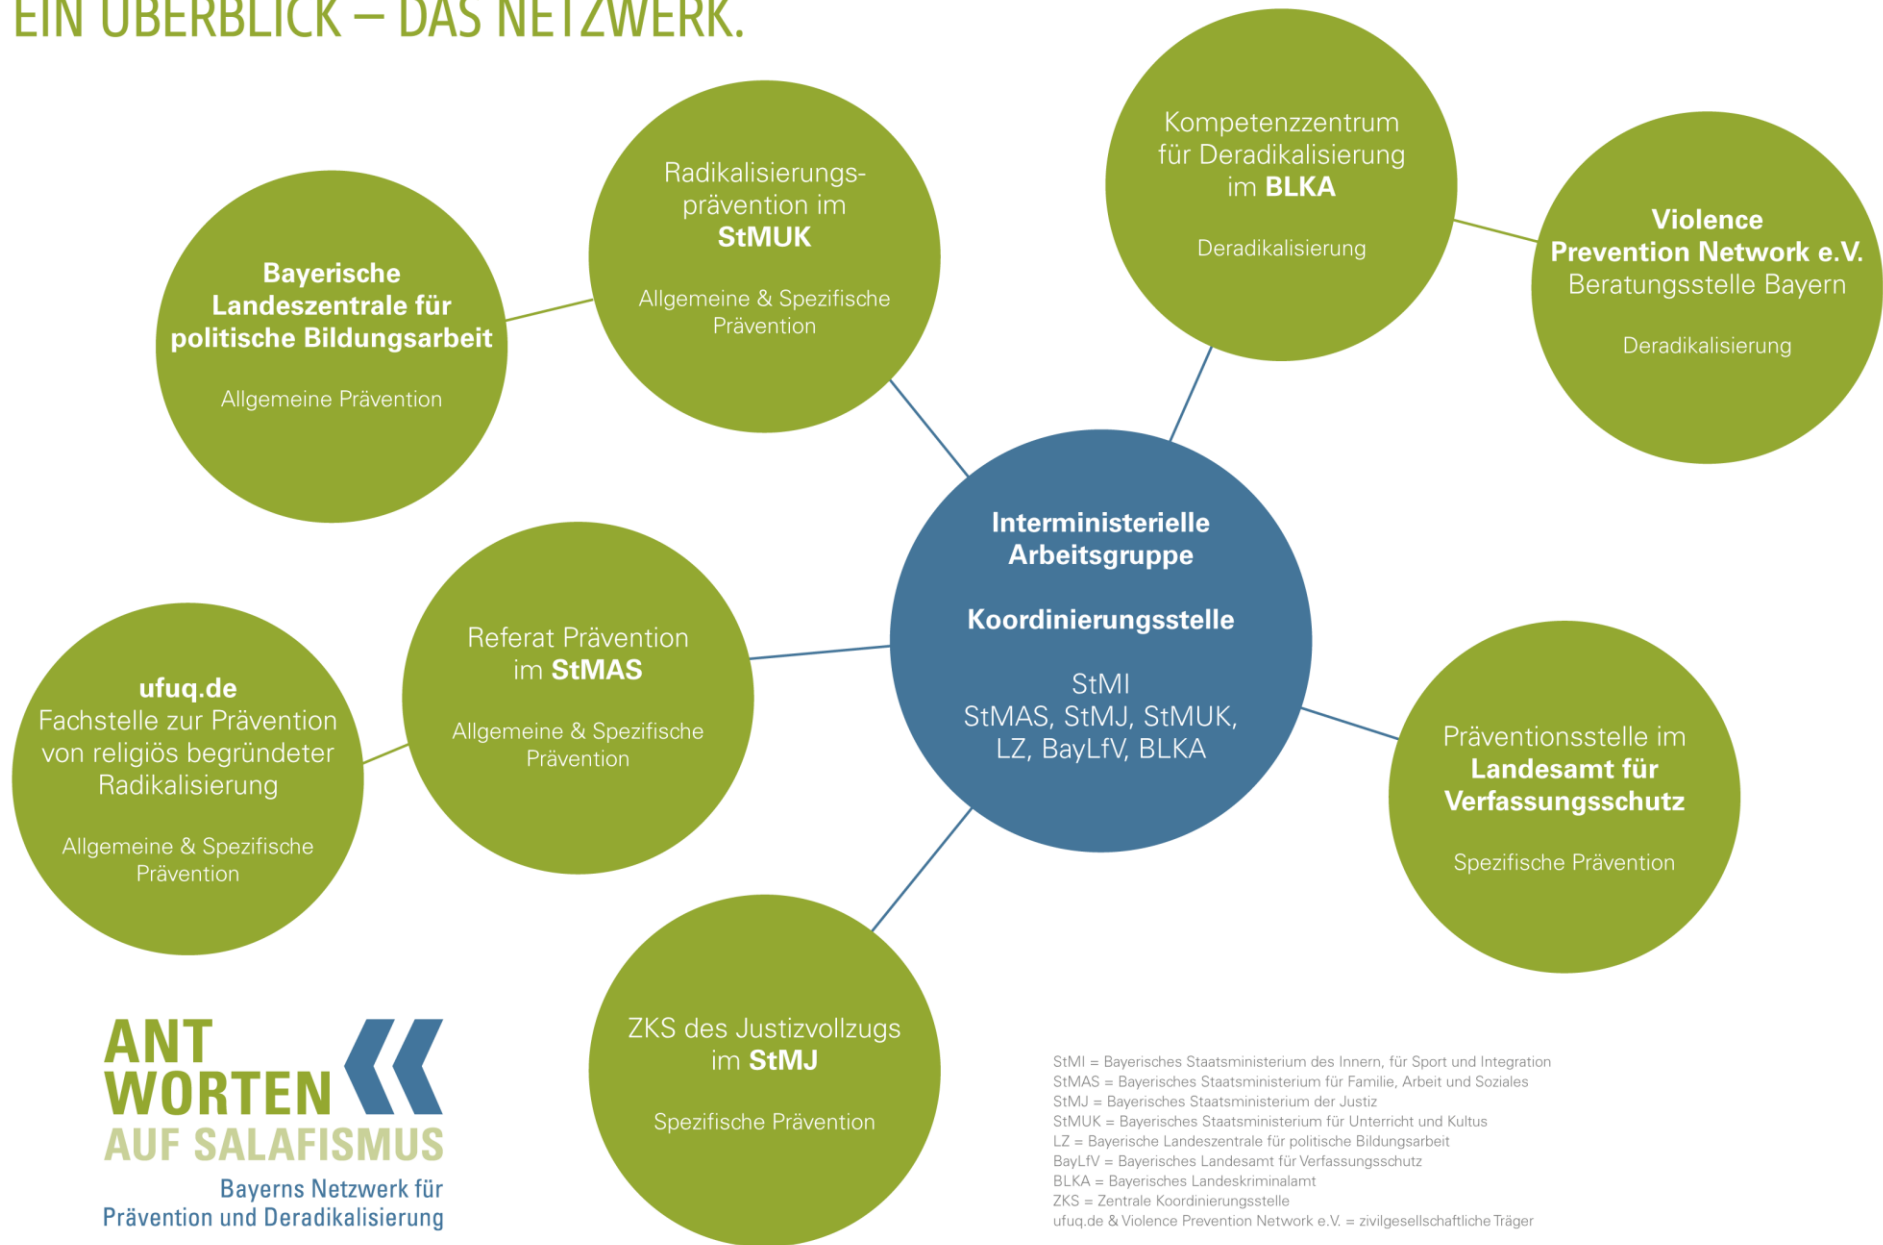 EIN ÜBERBLICK – DAS NETZWERK.
Bayerische
Landeszentrale für
politische Bildungsarbeit
Allgemeine Prävention
Radikalisierungs-
prävention im
StMUK
Allgemeine & Spezifische
Prävention
Kompetenzzentrum
für Deradikalisierung
im BLKA
Deradikalisierung
Violence
Prevention Network e.V.
Beratungsstelle Bayern
Deradikalisierung
Interministerielle
Arbeitsgruppe
Koordinierungsstelle
StMI
StMAS, StMJ, StMUK,
LZ, BayLfV, BLKA
ufuq.de
Fachstelle zur Prävention
von religiös begründeter
Radikalisierung
Allgemeine & Spezifische
Prävention
Referat Prävention
im StMAS
Allgemeine & Spezifische
Prävention
Präventionsstelle im
Landesamt für
Verfassungsschutz
Spezifische Prävention
ZKS des Justizvollzugs
im StMJ
Spezifische Prävention
ANT
WORTEN
AUF SALAFISMUS
Bayerns Netzwerk für
Prävention und Deradikalisierung
StMI = Bayerisches Staatsministerium des Innern, für Sport und Integration
StMAS = Bayerisches Staatsministerium für Familie, Arbeit und Soziales
StMJ = Bayerisches Staatsministerium der Justiz
StMUK = Bayerisches Staatsministerium für Unterricht und Kultus
LZ = Bayerische Landeszentrale für politische Bildungsarbeit
BayLfV = Bayerisches Landesamt für Verfassungsschutz
BLKA = Bayerisches Landeskriminalamt
ZKS = Zentrale Koordinierungsstelle
ufuq.de & Violence Prevention Network e.V. = zivilgesellschaftliche Träger